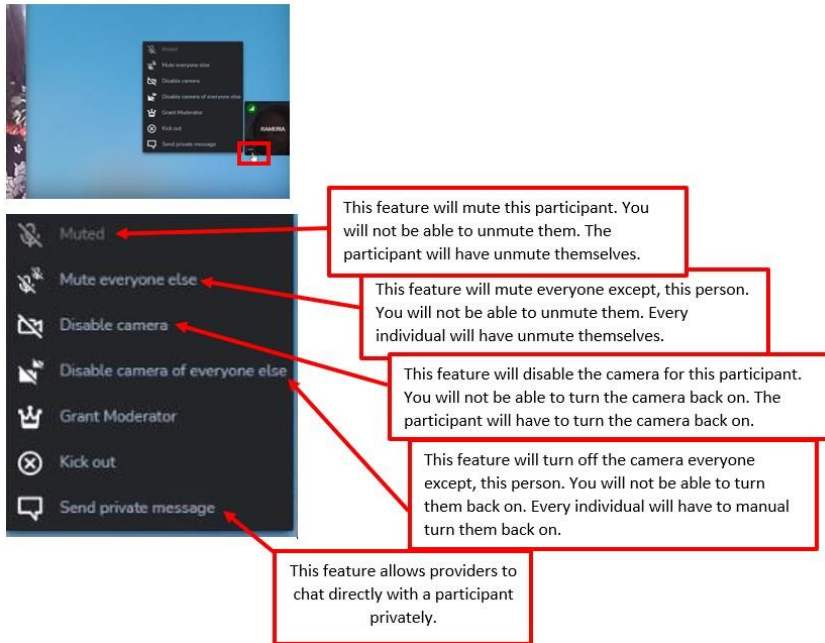 Muted
Mute everyone else
Disable camera
Disable camera of everyone else
Grant Moderator
Kick out
Send private message
RAMERIA
Muted
Mute everyone else
Disable camera
Disable camera of everyone else
Grant Moderator
Kick out
Send private message
This feature will mute this participant. You
will not be able to unmute them. The
participant will have unmute themselves.
This feature will mute everyone except, this person.
You will not be able to unmute them. Every
individual will have unmute themselves.
This feature will disable the camera for this participant.
You will not be able to turn the camera back on. The
participant will have to turn the camera back on.
This feature will turn off the camera everyone
except, this person. You will not be able to turn
them back on. Every individual will have to manual
turn them back on.
This feature allows providers to
chat directly with a participant
privately.